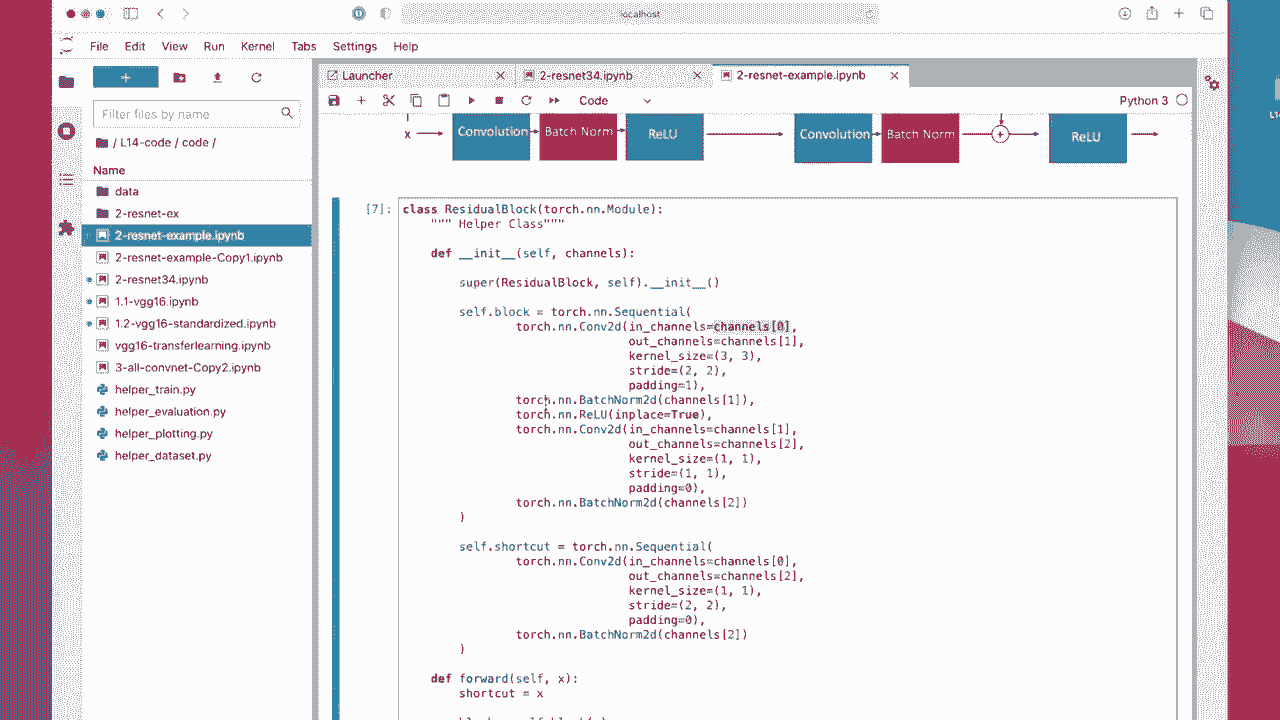 localhost
File Edit View Run Kernel Tabs Settings Help
Launcher
2-resnet34.ipynb
2-resnet-example.ipynb
Filter files by name
Code
Python 3
/ L14-code / code /
Name
data
2-resnet-ex
2-resnet-example.ipynb
2-resnet-example-Copy1.ipynb
2-resnet34.ipynb
1.1-vgg16.ipynb
1.2-vgg16-standardized.ipynb
vgg16-transferlearning.ipynb
3-all-convnet-Copy2.ipynb
helper_train.py
helper_evaluation.py
helper_plotting.py
helper_dataset.py
x Convolution Batch Norm ReLU Convolution Batch Norm + ReLU
[7]: class ResidualBlock(torch.nn.Module):
""" Helper Class"""
def __init__(self, channels):
super(ResidualBlock, self).__init__()
self.block = torch.nn.Sequential(
torch.nn.Conv2d(in_channels=channels[0],
out_channels=channels[1],
kernel_size=(3, 3),
stride=(2, 2),
padding=1),
torch.nn.BatchNorm2d(channels[1]),
torch.nn.ReLU(inplace=True),
torch.nn.Conv2d(in_channels=channels[1],
out_channels=channels[2],
kernel_size=(1, 1),
stride=(1, 1),
padding=0),
torch.nn.BatchNorm2d(channels[2])
)
self.shortcut = torch.nn.Sequential(
torch.nn.Conv2d(in_channels=channels[0],
out_channels=channels[2],
kernel_size=(1, 1),
stride=(2, 2),
padding=0),
torch.nn.BatchNorm2d(channels[2])
)
def forward(self, x):
shortcut = x